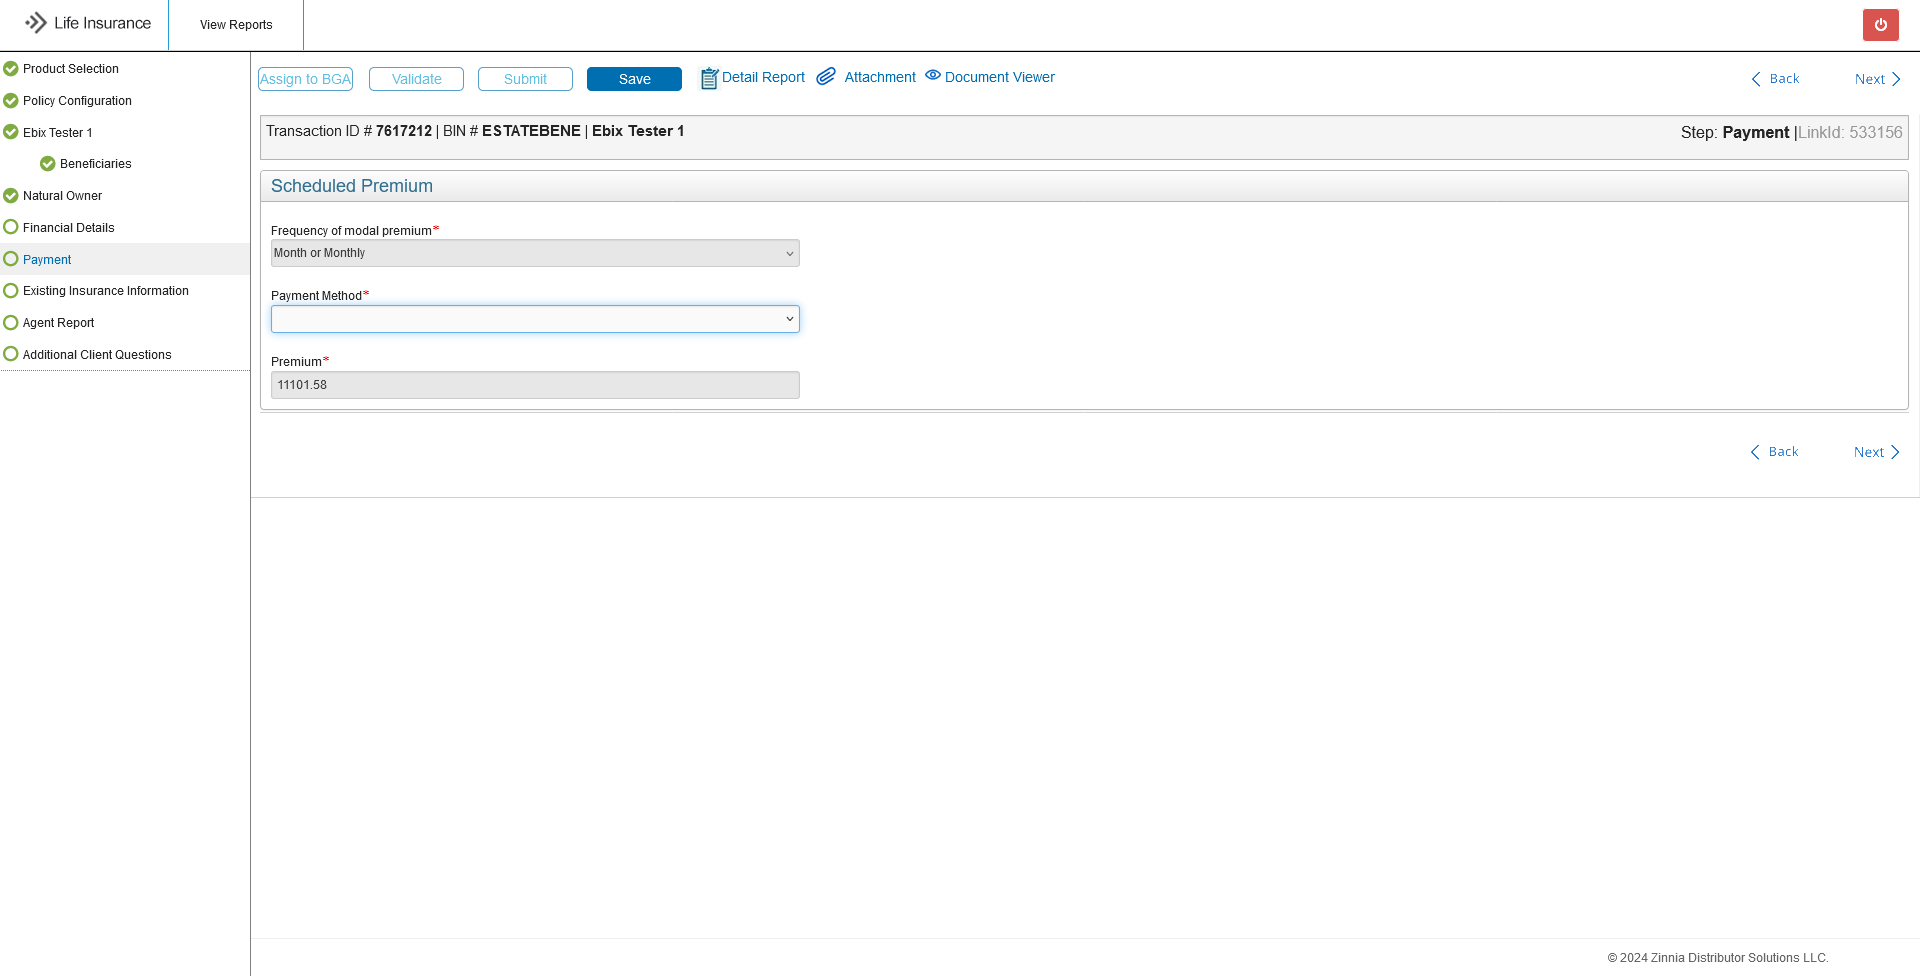 Life Insurance
View Reports
Product Selection
Policy Configuration
Ebix Tester 1
Beneficiaries
Natural Owner
Financial Details
Payment
Existing Insurance Information
Agent Report
Additional Client Questions
Assign to BGA Validate Submit Save Detail Report Attachment Document Viewer Back Next
Transaction ID # 7617212 | BIN # ESTATEBENE | Ebix Tester 1 Step: Payment |LinkId: 533156
Scheduled Premium
Frequency of modal premium*
Month or Monthly
Payment Method*
Premium*
11101.58
Back Next
© 2024 Zinnia Distributor Solutions LLC.